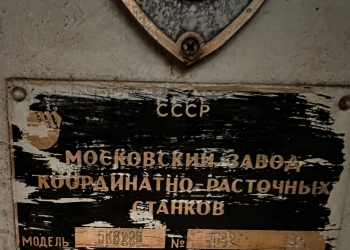 СССР
МОСКОВСКИЙ ЗАВОД
КООРДИНАТНО-РАСТОЧНЫХ
СТАНКОВ
МОДЕЛЬ №